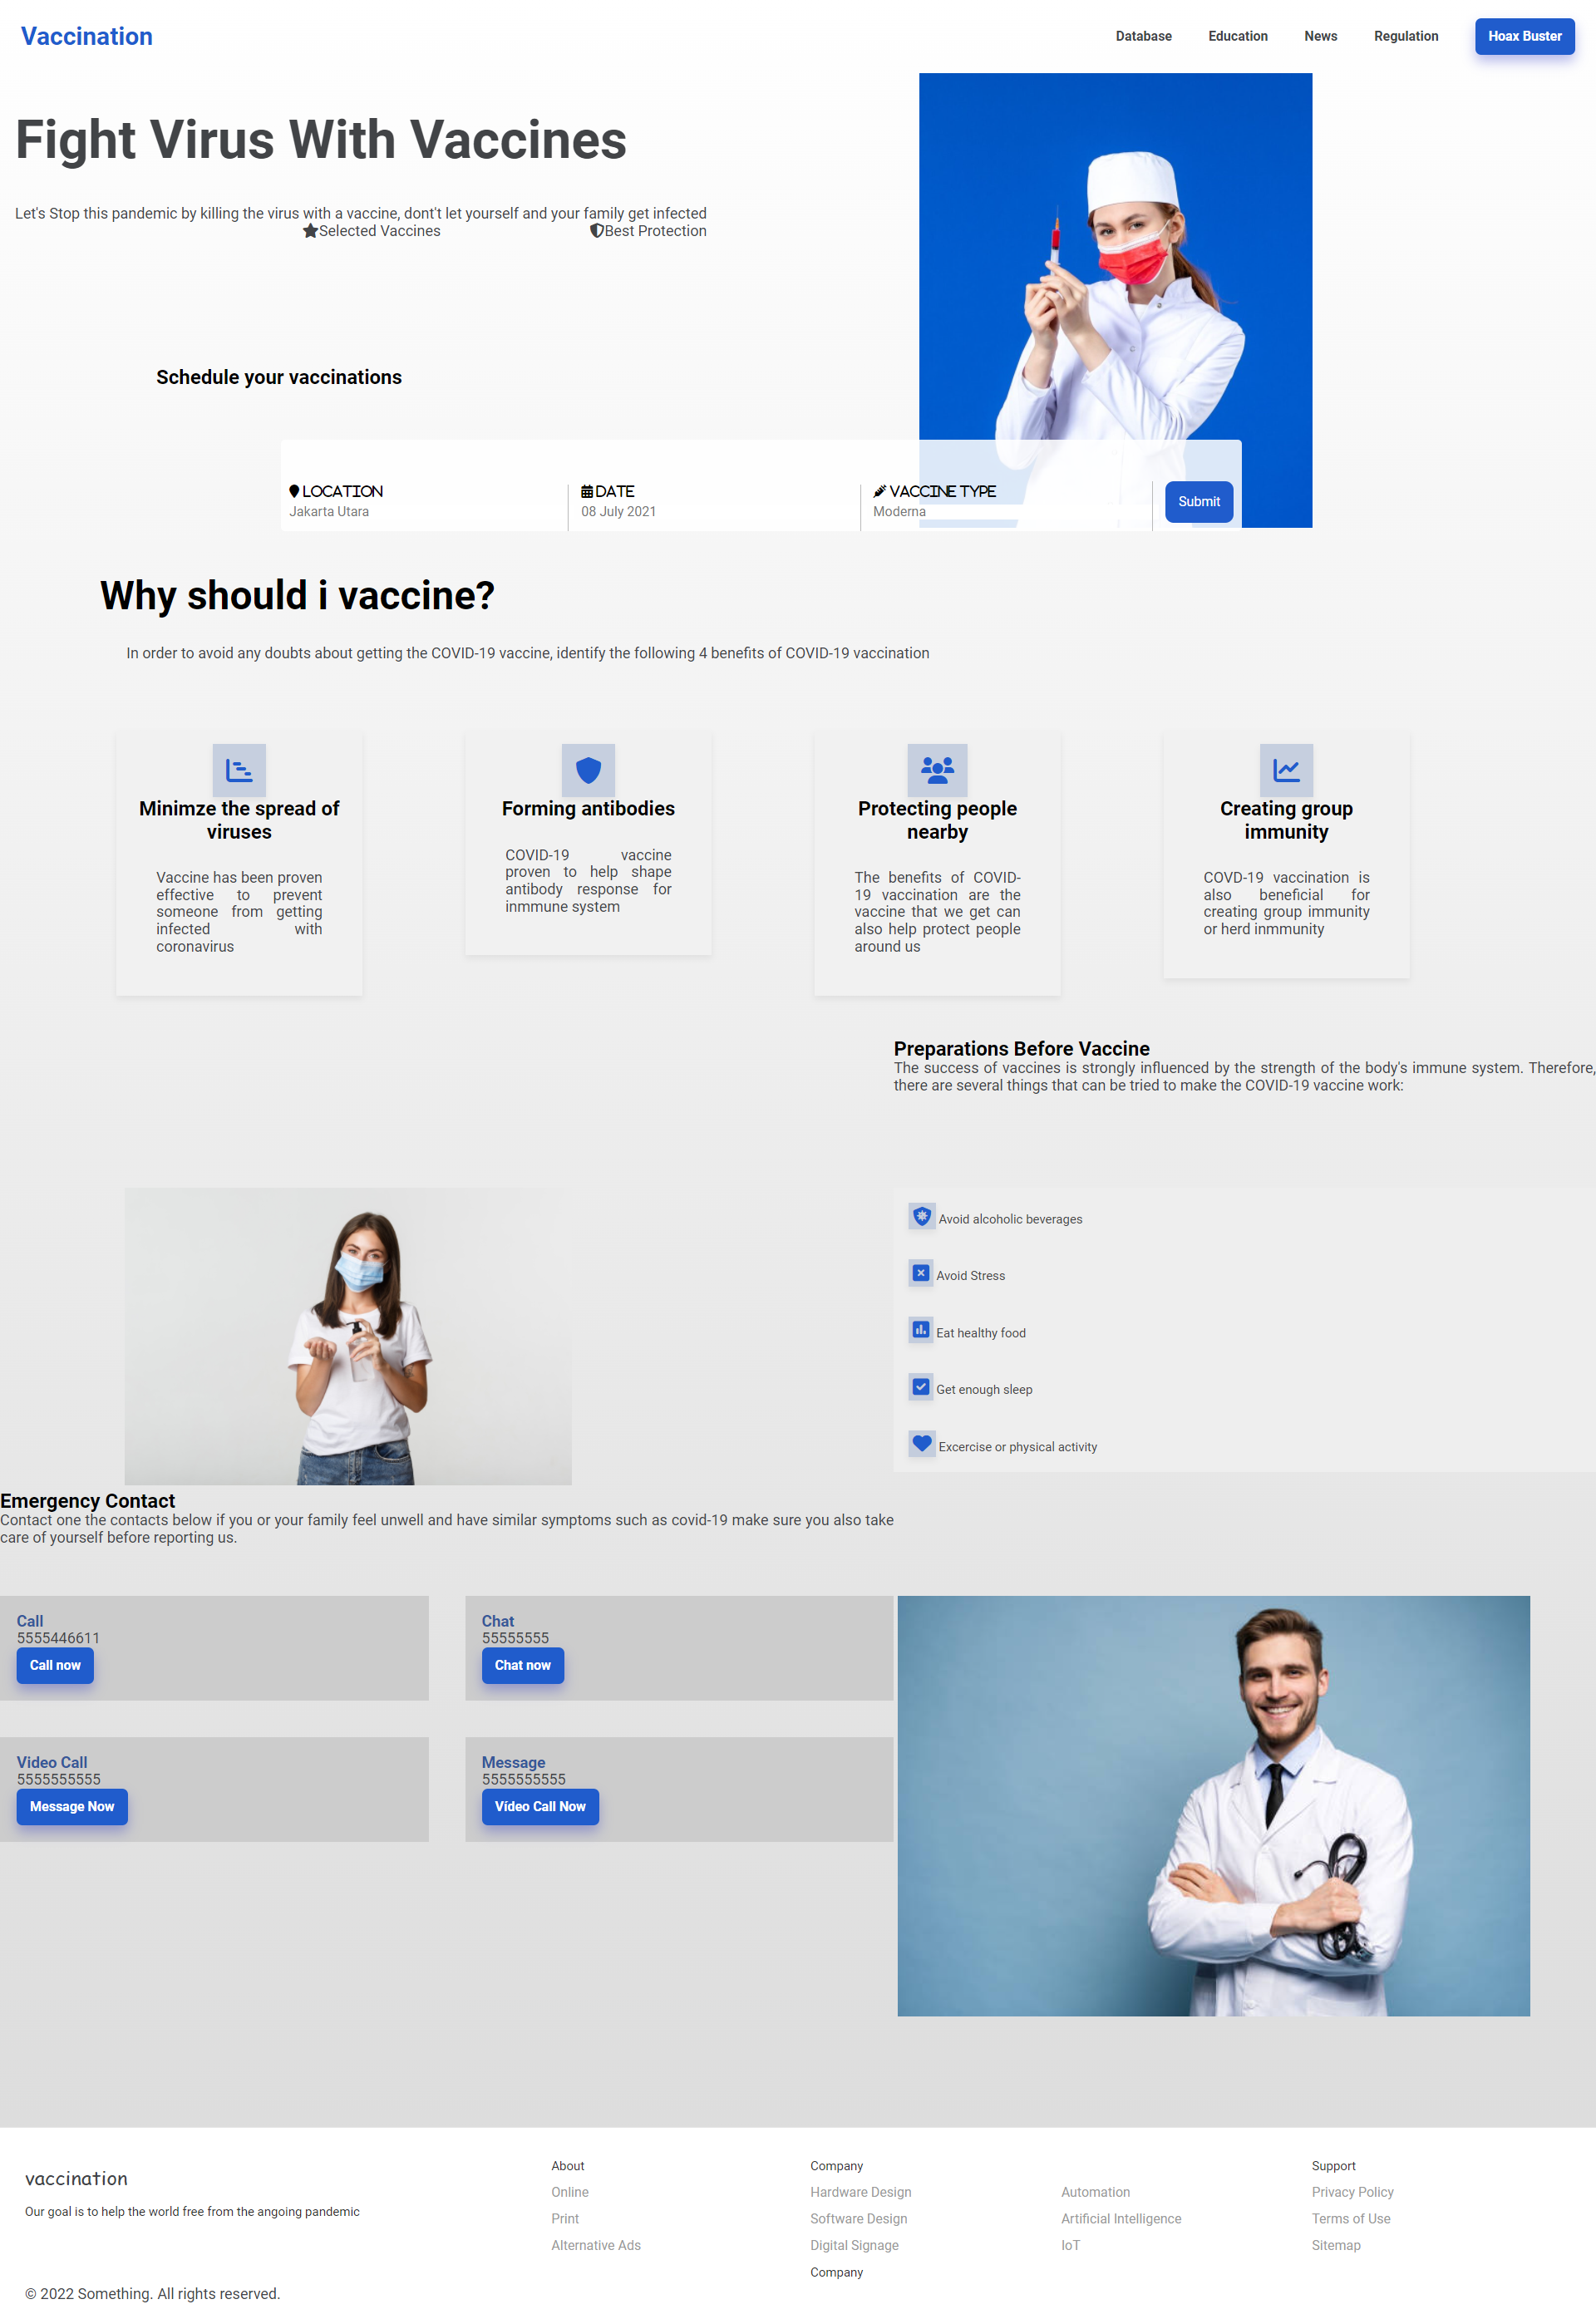 Vaccination
Database Education News Regulation Hoax Buster
Fight Virus With Vaccines
Let's Stop this pandemic by killing the virus with a vaccine, dont't let yourself and your family get infected
Selected Vaccines Best Protection
Schedule your vaccinations
LOCATION DATE VACCINE TYPE
Jakarta Utara 08 July 2021 Moderna
Submit
Why should i vaccine?
In order to avoid any doubts about getting the COVID-19 vaccine, identify the following 4 benefits of COVID-19 vaccination
Minimze the spread of
viruses
Vaccine has been proven
effective to prevent
someone from getting
infected with
coronavirus
Forming antibodies
COVID-19 vaccine
proven to help shape
antibody response for
inmmune system
Protecting people
nearby
The benefits of COVID-
19 vaccination are the
vaccine that we get can
also help protect people
around us
Creating group
immunity
COVD-19 vaccination is
also beneficial for
creating group immunity
or herd inmmunity
Preparations Before Vaccine
The success of vaccines is strongly influenced by the strength of the body's immune system. Therefore,
there are several things that can be tried to make the COVID-19 vaccine work:
Avoid alcoholic beverages
Avoid Stress
Eat healthy food
Get enough sleep
Excercise or physical activity
Emergency Contact
Contact one the contacts below if you or your family feel unwell and have similar symptoms such as covid-19 make sure you also take
care of yourself before reporting us.
Call
5555446611
Call now
Chat
55555555
Chat now
Video Call
5555555555
Message Now
Message
5555555555
Vídeo Call Now
vaccination
Our goal is to help the world free from the angoing pandemic
About
Online
Print
Alternative Ads
Company
Hardware Design
Software Design
Digital Signage
Company
Automation
Artificial Intelligence
IoT
Support
Privacy Policy
Terms of Use
Sitemap
© 2022 Something. All rights reserved.